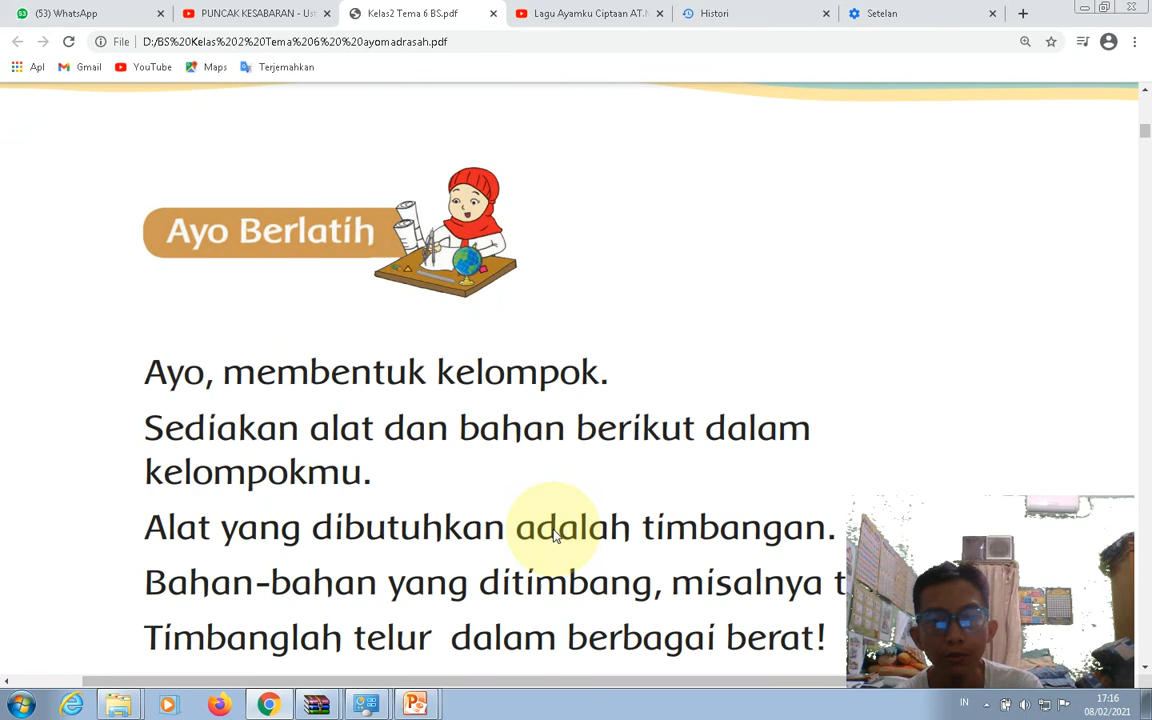 (53) WhatsApp
PUNCAK KESABARAN - Ust
Kelas2 Tema 6 BS.pdf
Lagu Ayamku Ciptaan AT.
Histori
Setelan
File
D:/BS%20Kelas%202%20Tema%206%20%20ayomadrasah.pdf
Apl
Gmail
YouTube
Maps
Terjemahkan
Ayo Berlatih
Ayo, membentuk kelompok.
Sediakan alat dan bahan berikut dalam
kelompokmu.
Alat yang dibutuhkan adalah timbangan.
Bahan-bahan yang ditimbang, misalnya t
Timbanglah telur dalam berbagai berat!
IN
17:16
08/02/2021